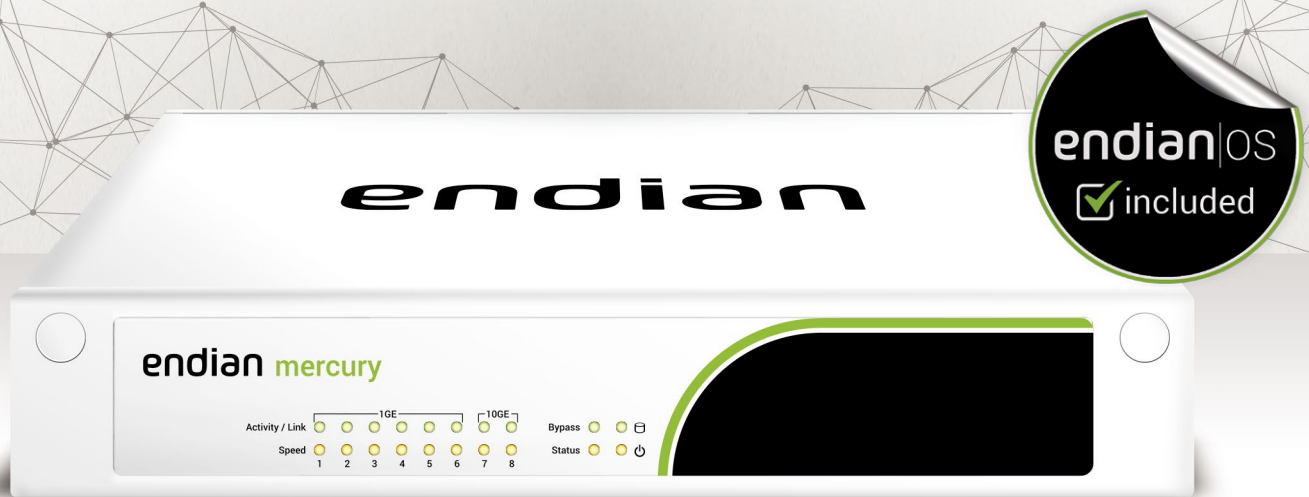 endian
endian|os
included
endian mercury
1GE 10GE
Activity / Link
Bypass
Speed
Status
1 2 3 4 5 6 7 8